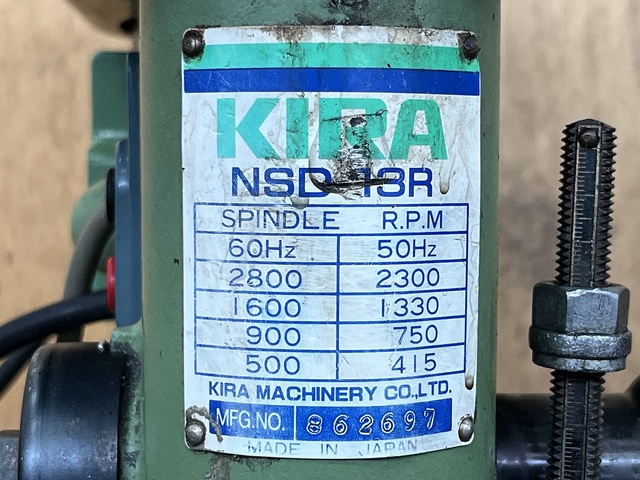 KIRA
NSD-13R
SPINDLE R.P.M
60Hz 50Hz
2800 2300
1600 1330
900 750
500 415
KIRA MACHINERY CO.,LTD.
MFG.NO. 862697
MADE IN JAPAN